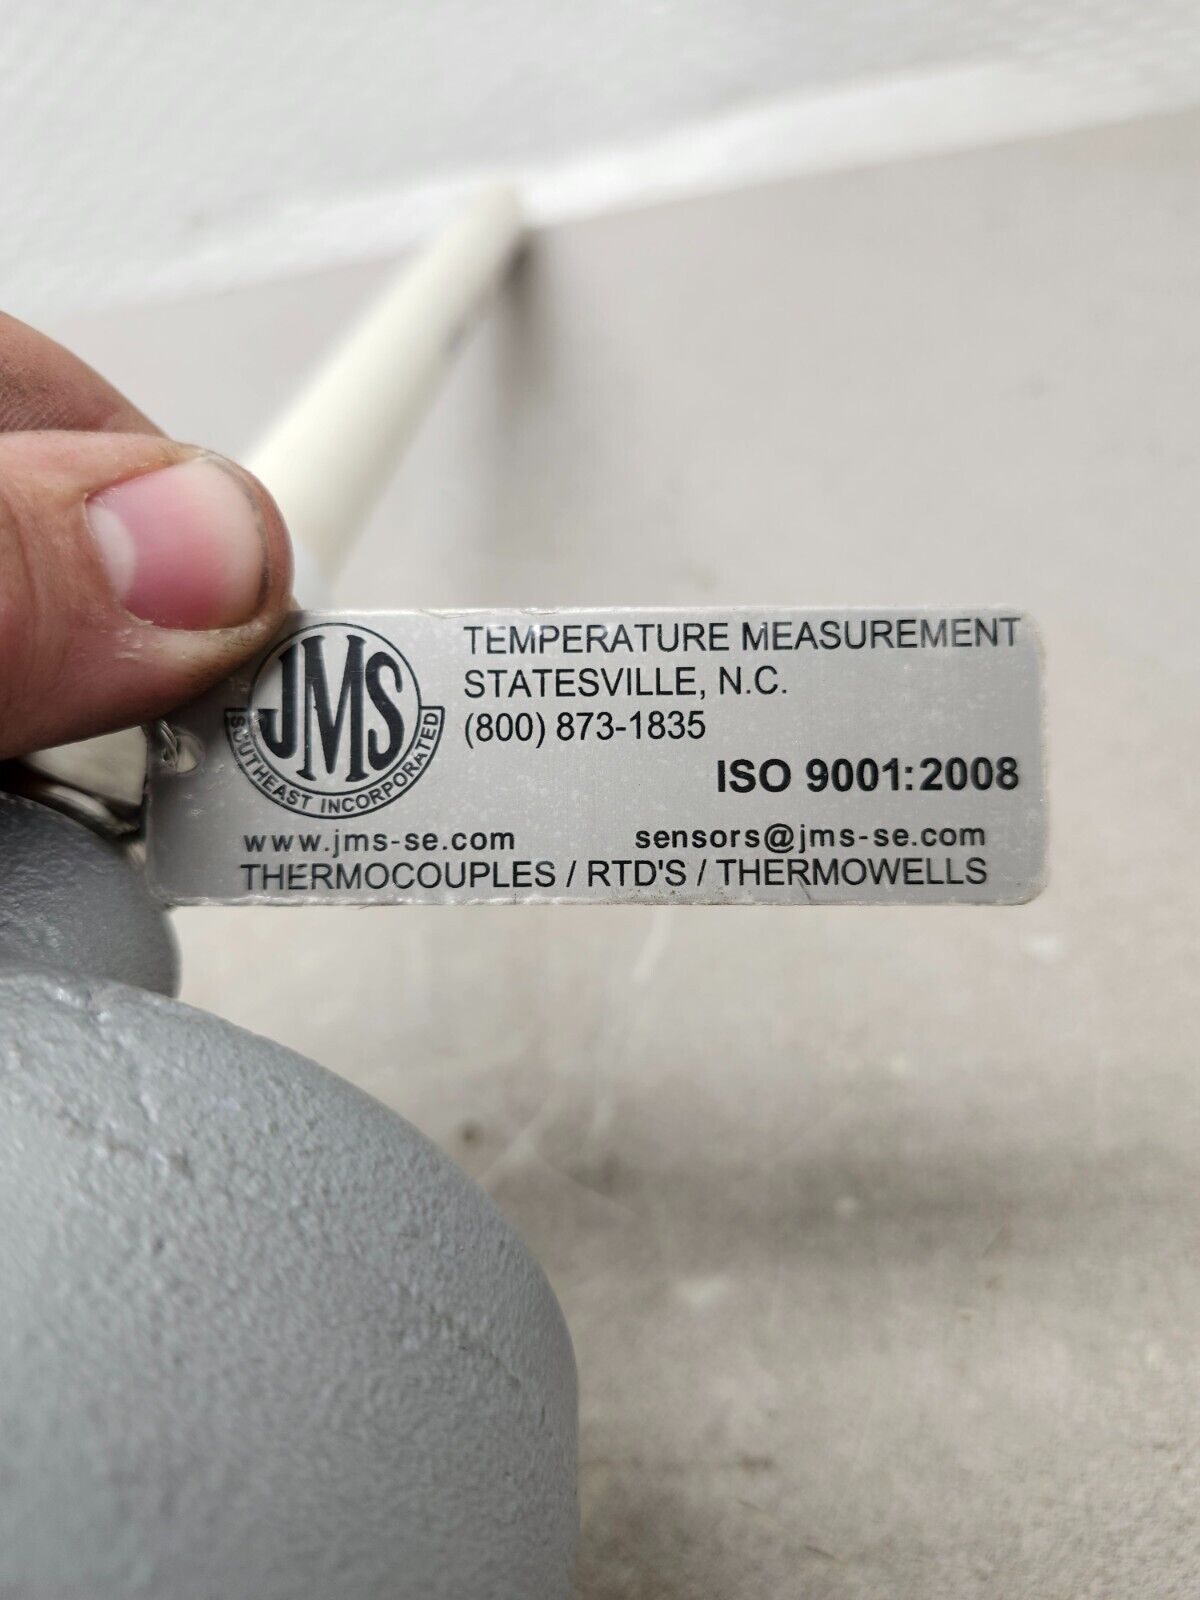 JMS
SOUTHEAST INCORPORATED
TEMPERATURE MEASUREMENT
STATESVILLE, N.C.
(800) 873-1835
ISO 9001:2008
www.jms-se.com sensors@jms-se.com
THERMOCOUPLES / RTD'S / THERMOWELLS